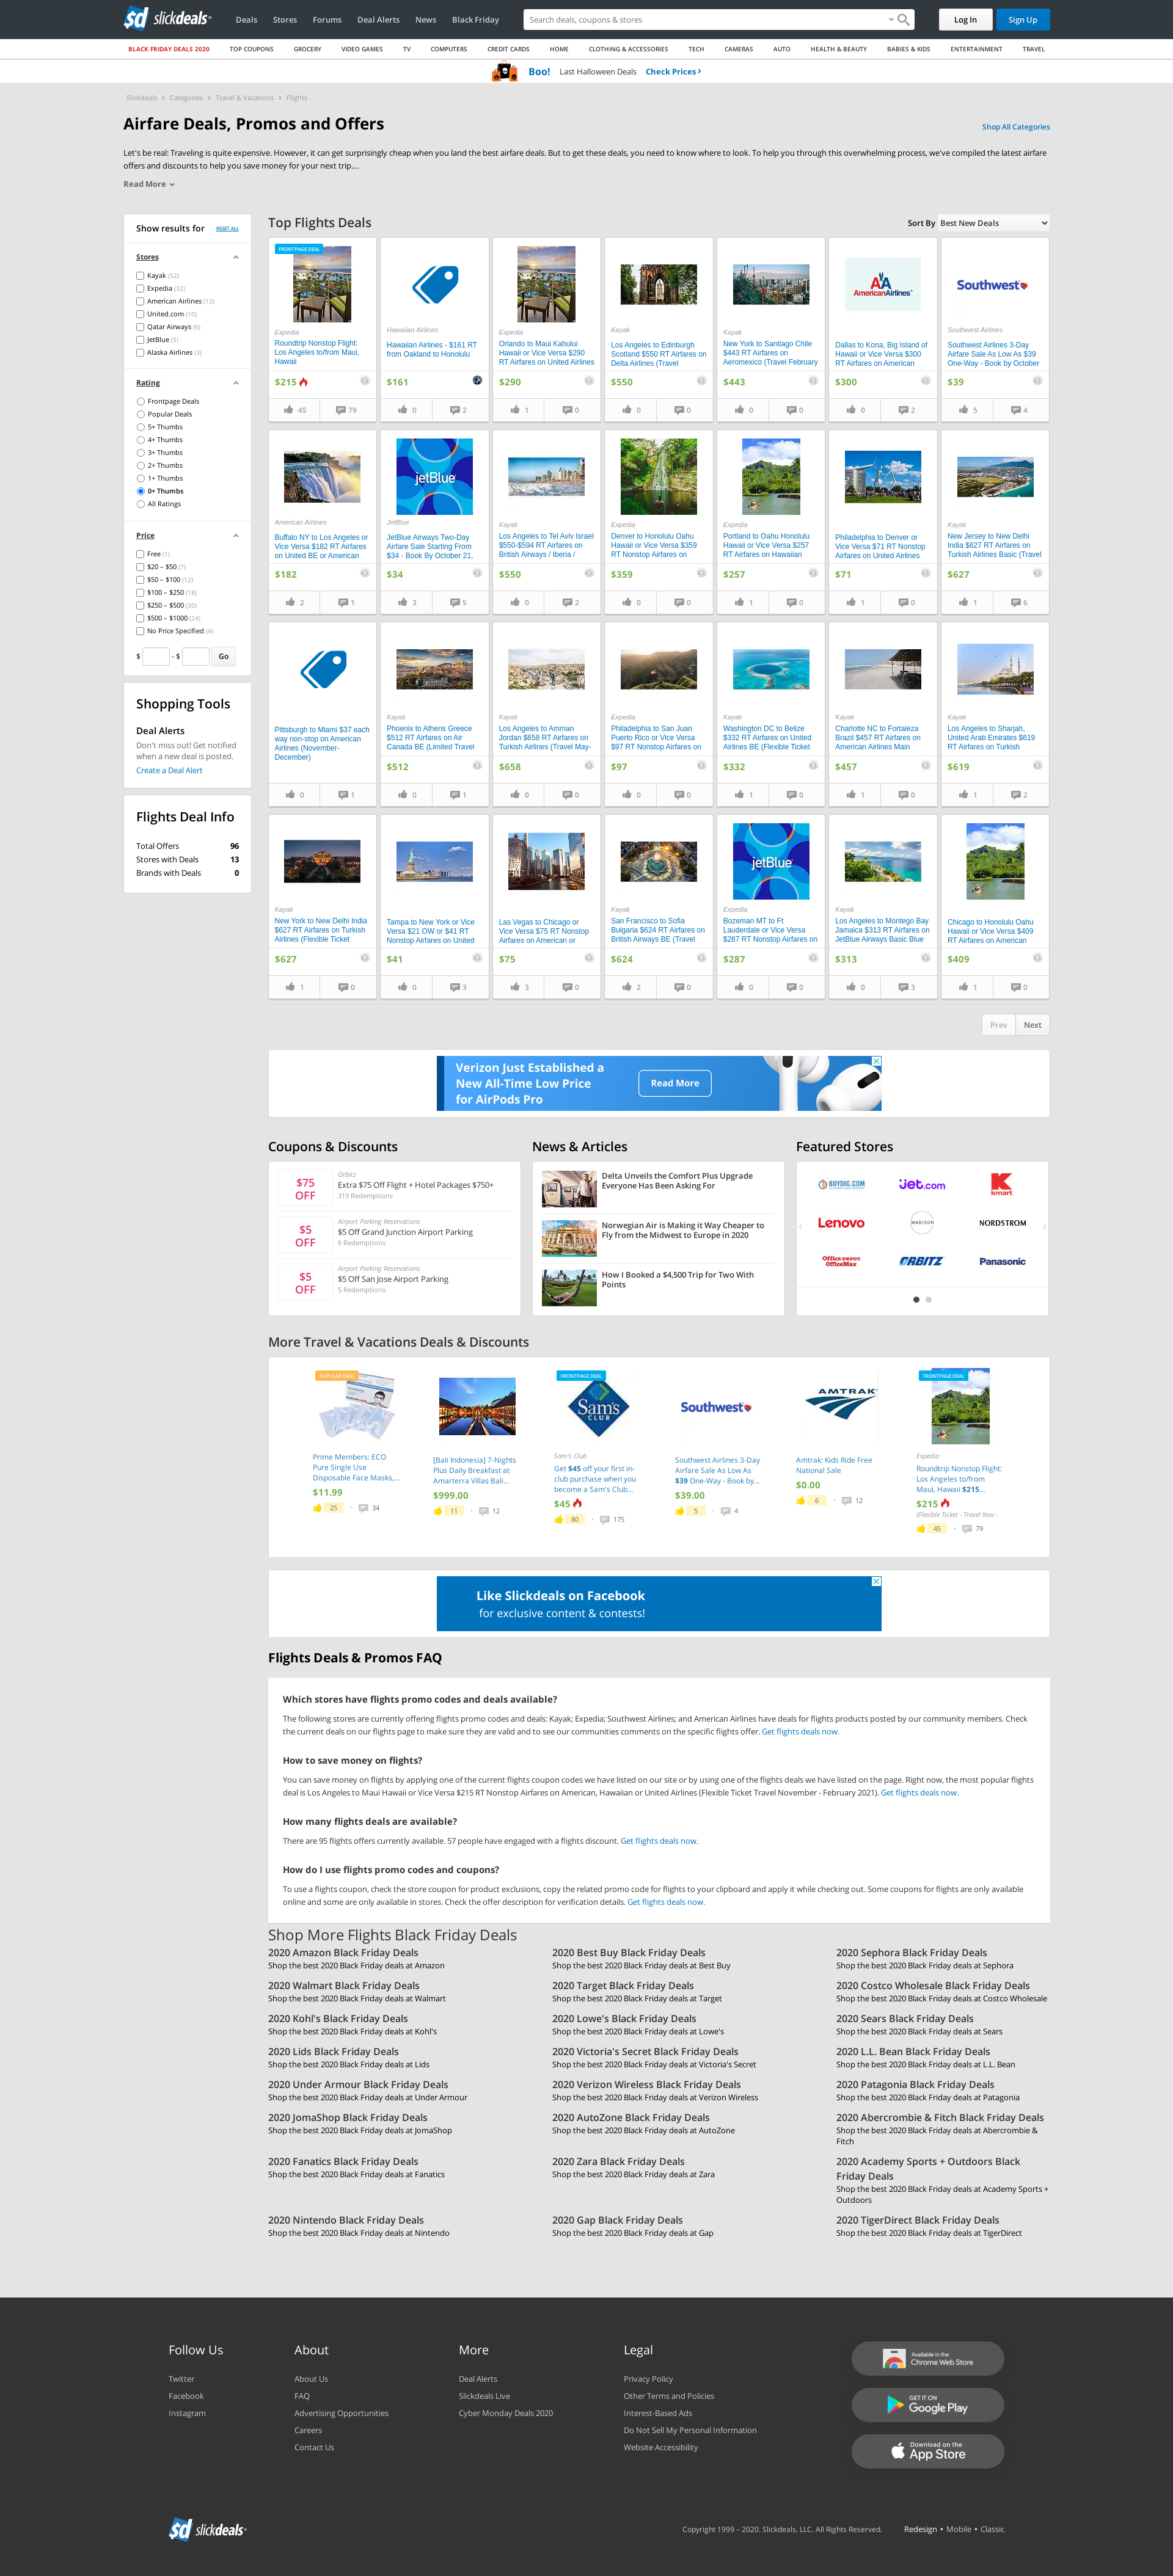 slickdeals
Deals Stores Forums Deal Alerts News Black Friday
Search deals, coupons & stores
Log In
Sign Up
BLACK FRIDAY DEALS 2020 TOP COUPONS GROCERY VIDEO GAMES TV COMPUTERS CREDIT CARDS HOME CLOTHING & ACCESSORIES TECH CAMERAS AUTO HEALTH & BEAUTY BABIES & KIDS ENTERTAINMENT TRAVEL
Boo! Last Halloween Deals Check Prices
Slickdeals > Categories > Travel & Vacations > Flights
Airfare Deals, Promos and Offers
Shop All Categories
Let's be real: Traveling is quite expensive. However, it can get surprisingly cheap when you land the best airfare deals. But to get these deals, you need to know where to look. To help you through this overwhelming process, we've compiled the latest airfare
offers and discounts to help you save money for your next trip....
Read More
Show results for RESET ALL
Stores
Kayak (52)
Expedia (32)
American Airlines (13)
United.com (10)
Qatar Airways (6)
JetBlue (5)
Alaska Airlines (3)
Rating
Frontpage Deals
Popular Deals
5+ Thumbs
4+ Thumbs
3+ Thumbs
2+ Thumbs
1+ Thumbs
0+ Thumbs
All Ratings
Price
Free (1)
$20 – $50 (7)
$50 – $100 (12)
$100 – $250 (18)
$250 – $500 (30)
$500 – $1000 (24)
No Price Specified (4)
$ - $ Go
Shopping Tools
Deal Alerts
Don't miss out! Get notified
when a new deal is posted.
Create a Deal Alert
Flights Deal Info
Total Offers 96
Stores with Deals 13
Brands with Deals 0
Top Flights Deals
Sort By Best New Deals
FRONTPAGE DEAL
Expedia
Roundtrip Nonstop Flight:
Los Angeles to/from Maui,
Hawaii
$215
45 79
Hawaiian Airlines
Hawaiian Airlines - $161 RT
from Oakland to Honolulu
$161
0 2
Expedia
Orlando to Maui Kahului
Hawaii or Vice Versa $290
RT Airfares on United Airlines
$290
1 0
Kayak
Los Angeles to Edinburgh
Scotland $550 RT Airfares on
Delta Airlines (Travel
$550
0 0
Kayak
New York to Santiago Chile
$443 RT Airfares on
Aeromexico (Travel February
$443
0 0
AA
AmericanAirlines
Dallas to Kona, Big Island of
Hawaii or Vice Versa $300
RT Airfares on American
$300
0 2
Southwest
Southwest Airlines
Southwest Airlines 3-Day
Airfare Sale As Low As $39
One-Way - Book by October
$39
5 4
American Airlines
Buffalo NY to Los Angeles or
Vice Versa $182 RT Airfares
on United BE or American
$182
2 1
jetBlue
JetBlue
JetBlue Airways Two-Day
Airfare Sale Starting From
$34 - Book By October 21,
$34
3 5
Kayak
Los Angeles to Tel Aviv Israel
$550-$594 RT Airfares on
British Airways / Iberia /
$550
0 2
Expedia
Denver to Honolulu Oahu
Hawaii or Vice Versa $359
RT Nonstop Airfares on
$359
0 0
Expedia
Portland to Oahu Honolulu
Hawaii or Vice Versa $257
RT Airfares on Hawaiian
$257
1 0
Philadelphia to Denver or
Vice Versa $71 RT Nonstop
Airfares on United Airlines
$71
1 0
Kayak
New Jersey to New Delhi
India $627 RT Airfares on
Turkish Airlines Basic (Travel
$627
1 6
Pittsburgh to Miami $37 each
way non-stop on American
Airlines (November-
December)
0 1
Kayak
Phoenix to Athens Greece
$512 RT Airfares on Air
Canada BE (Limited Travel
$512
0 1
Kayak
Los Angeles to Amman
Jordan $658 RT Airfares on
Turkish Airlines (Travel May-
$658
0 0
Expedia
Philadelphia to San Juan
Puerto Rico or Vice Versa
$97 RT Nonstop Airfares on
$97
0 0
Kayak
Washington DC to Belize
$332 RT Airfares on United
Airlines BE (Flexible Ticket
$332
1 0
Kayak
Charlotte NC to Fortaleza
Brazil $457 RT Airfares on
American Airlines Main
$457
1 0
Kayak
Los Angeles to Sharjah,
United Arab Emirates $619
RT Airfares on Turkish
$619
1 2
Kayak
New York to New Delhi India
$627 RT Airfares on Turkish
Airlines (Flexible Ticket
$627
1 0
Tampa to New York or Vice
Versa $21 OW or $41 RT
Nonstop Airfares on United
$41
0 3
Las Vegas to Chicago or
Vice Versa $75 RT Nonstop
Airfares on American or
$75
3 0
Kayak
San Francisco to Sofia
Bulgaria $624 RT Airfares on
British Airways BE (Travel
$624
2 0
jetBlue
Expedia
Bozeman MT to Ft
Lauderdale or Vice Versa
$287 RT Nonstop Airfares on
$287
0 0
Kayak
Los Angeles to Montego Bay
Jamaica $313 RT Airfares on
JetBlue Airways Basic Blue
$313
0 3
Chicago to Honolulu Oahu
Hawaii or Vice Versa $409
RT Airfares on American
$409
1 0
Prev Next
Verizon Just Established a
New All-Time Low Price
for AirPods Pro
Read More
Coupons & Discounts
$75
OFF
Orbitz
Extra $75 Off Flight + Hotel Packages $750+
319 Redemptions
$5
OFF
Airport Parking Reservations
$5 Off Grand Junction Airport Parking
6 Redemptions
$5
OFF
Airport Parking Reservations
$5 Off San Jose Airport Parking
5 Redemptions
News & Articles
Delta Unveils the Comfort Plus Upgrade
Everyone Has Been Asking For
Norwegian Air is Making it Way Cheaper to
Fly from the Midwest to Europe in 2020
How I Booked a $4,500 Trip for Two With
Points
Featured Stores
BUYDIG.COM jet.com kmart
Lenovo MADISON NORDSTROM
Office DEPOT OfficeMax ORBITZ Panasonic
More Travel & Vacations Deals & Discounts
POPULAR DEAL
Prime Members: ECO
Pure Single Use
Disposable Face Masks,...
$11.99
25 34
[Bali Indonesia] 7-Nights
Plus Daily Breakfast at
Amarterra Villas Bali...
$999.00
11 12
FRONTPAGE DEAL
Sam's CLUB
Sam's Club
Get $45 off your first in-
club purchase when you
become a Sam's Club...
$45
80 175
Southwest
Southwest Airlines 3-Day
Airfare Sale As Low As
$39 One-Way - Book by...
$39.00
5 4
AMTRAK
Amtrak: Kids Ride Free
National Sale
$0.00
6 12
FRONTPAGE DEAL
Expedia
Roundtrip Nonstop Flight:
Los Angeles to/from
Maui, Hawaii $215...
$215
(Flexible Ticket - Travel Nov -
45 79
Like Slickdeals on Facebook
for exclusive content & contests!
Flights Deals & Promos FAQ
Which stores have flights promo codes and deals available?
The following stores are currently offering flights promo codes and deals: Kayak; Expedia; Southwest Airlines; and American Airlines have deals for flights products posted by our community members. Check
the current deals on our flights page to make sure they are valid and to see our communities comments on the specific flights offer. Get flights deals now.
How to save money on flights?
You can save money on flights by applying one of the current flights coupon codes we have listed on our site or by using one of the flights deals we have listed on the page. Right now, the most popular flights
deal is Los Angeles to Maui Hawaii or Vice Versa $215 RT Nonstop Airfares on American, Hawaiian or United Airlines (Flexible Ticket Travel November - February 2021). Get flights deals now.
How many flights deals are available?
There are 95 flights offers currently available. 57 people have engaged with a flights discount. Get flights deals now.
How do I use flights promo codes and coupons?
To use a flights coupon, check the store coupon for product exclusions, copy the related promo code for flights to your clipboard and apply it while checking out. Some coupons for flights are only available
online and some are only available in stores. Check the offer description for verification details. Get flights deals now.
Shop More Flights Black Friday Deals
2020 Amazon Black Friday Deals
Shop the best 2020 Black Friday deals at Amazon
2020 Best Buy Black Friday Deals
Shop the best 2020 Black Friday deals at Best Buy
2020 Sephora Black Friday Deals
Shop the best 2020 Black Friday deals at Sephora
2020 Walmart Black Friday Deals
Shop the best 2020 Black Friday deals at Walmart
2020 Target Black Friday Deals
Shop the best 2020 Black Friday deals at Target
2020 Costco Wholesale Black Friday Deals
Shop the best 2020 Black Friday deals at Costco Wholesale
2020 Kohl's Black Friday Deals
Shop the best 2020 Black Friday deals at Kohl's
2020 Lowe's Black Friday Deals
Shop the best 2020 Black Friday deals at Lowe's
2020 Sears Black Friday Deals
Shop the best 2020 Black Friday deals at Sears
2020 Lids Black Friday Deals
Shop the best 2020 Black Friday deals at Lids
2020 Victoria's Secret Black Friday Deals
Shop the best 2020 Black Friday deals at Victoria's Secret
2020 L.L. Bean Black Friday Deals
Shop the best 2020 Black Friday deals at L.L. Bean
2020 Under Armour Black Friday Deals
Shop the best 2020 Black Friday deals at Under Armour
2020 Verizon Wireless Black Friday Deals
Shop the best 2020 Black Friday deals at Verizon Wireless
2020 Patagonia Black Friday Deals
Shop the best 2020 Black Friday deals at Patagonia
2020 JomaShop Black Friday Deals
Shop the best 2020 Black Friday deals at JomaShop
2020 AutoZone Black Friday Deals
Shop the best 2020 Black Friday deals at AutoZone
2020 Abercrombie & Fitch Black Friday Deals
Shop the best 2020 Black Friday deals at Abercrombie &
Fitch
2020 Fanatics Black Friday Deals
Shop the best 2020 Black Friday deals at Fanatics
2020 Zara Black Friday Deals
Shop the best 2020 Black Friday deals at Zara
2020 Academy Sports + Outdoors Black
Friday Deals
Shop the best 2020 Black Friday deals at Academy Sports +
Outdoors
2020 Nintendo Black Friday Deals
Shop the best 2020 Black Friday deals at Nintendo
2020 Gap Black Friday Deals
Shop the best 2020 Black Friday deals at Gap
2020 TigerDirect Black Friday Deals
Shop the best 2020 Black Friday deals at TigerDirect
Follow Us
Twitter
Facebook
Instagram
About
About Us
FAQ
Advertising Opportunities
Careers
Contact Us
More
Deal Alerts
Slickdeals Live
Cyber Monday Deals 2020
Legal
Privacy Policy
Other Terms and Policies
Interest-Based Ads
Do Not Sell My Personal Information
Website Accessibility
Available in the
Chrome Web Store
GET IT ON
Google Play
Download on the
App Store
slickdeals
Copyright 1999 – 2020. Slickdeals, LLC. All Rights Reserved. Redesign • Mobile • Classic